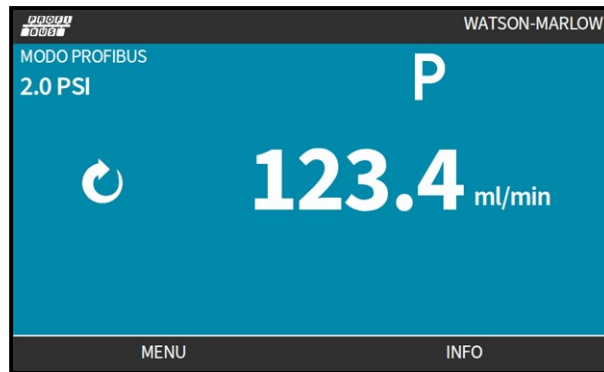 PROFI
BUS
WATSON-MARLOW
MODO PROFIBUS
2.0 PSI
P
123.4 ml/min
MENU
INFO